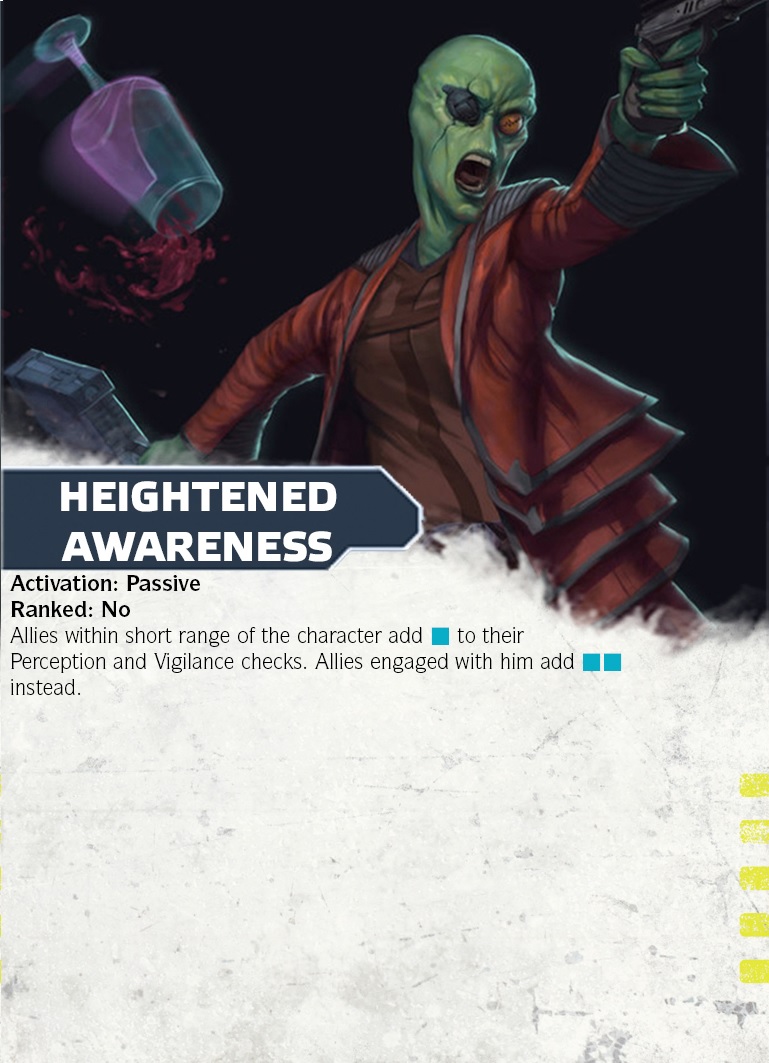 HEIGHTENED
AWARENESS
Activation: Passive
Ranked: No
Allies within short range of the character add to their
Perception and Vigilance checks. Allies engaged with him add
instead.